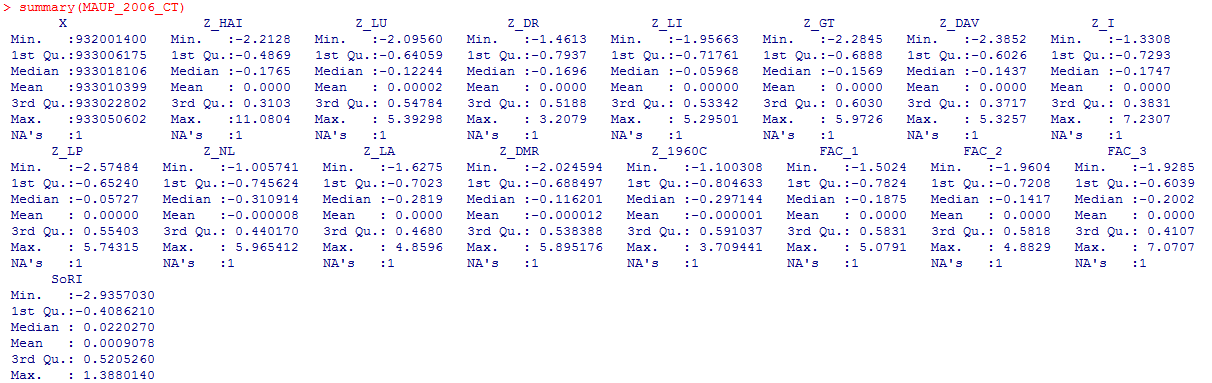 > summary(MAUP_2006_CT)
X Z_HAI Z_LU Z_DR Z_LI Z_GT Z_DAV Z_I
Min. :932001400 Min. :-2.2128 Min. :-2.09560 Min. :-1.4613 Min. :-1.95663 Min. :-2.2845 Min. :-2.3852 Min. :-1.3308
1st Qu.:933006175 1st Qu.:-0.4869 1st Qu.:-0.64059 1st Qu.:-0.7937 1st Qu.:-0.71761 1st Qu.:-0.6888 1st Qu.:-0.6026 1st Qu.:-0.7293
Median :933018106 Median :-0.1765 Median :-0.12244 Median :-0.1696 Median :-0.05968 Median :-0.1569 Median :-0.1437 Median :-0.1747
Mean :933010399 Mean : 0.0000 Mean : 0.00002 Mean : 0.0000 Mean : 0.00000 Mean : 0.0000 Mean : 0.0000 Mean : 0.0000
3rd Qu.:933022802 3rd Qu.: 0.3103 3rd Qu.: 0.54784 3rd Qu.: 0.5188 3rd Qu.: 0.53342 3rd Qu.: 0.6030 3rd Qu.: 0.3717 3rd Qu.: 0.3831
Max. :933050602 Max. :11.0804 Max. : 5.39298 Max. : 3.2079 Max. : 5.29501 Max. : 5.9726 Max. : 5.3257 Max. : 7.2307
NA's :1 NA's :1 NA's :1 NA's :1 NA's :1 NA's :1 NA's :1 NA's :1
Z_LP Z_NL Z_LA Z_DMR Z_1960C FAC_1 FAC_2 FAC_3
Min. :-2.57484 Min. :-1.005741 Min. :-1.6275 Min. :-2.024594 Min. :-1.100308 Min. :-1.5024 Min. :-1.9604 Min. :-1.9285
1st Qu.:-0.65240 1st Qu.:-0.745624 1st Qu.:-0.7023 1st Qu.:-0.688497 1st Qu.:-0.804633 1st Qu.:-0.7824 1st Qu.:-0.7208 1st Qu.:-0.6039
Median :-0.05727 Median :-0.310914 Median :-0.2819 Median :-0.116201 Median :-0.297144 Median :-0.1875 Median :-0.1417 Median :-0.2002
Mean : 0.00000 Mean :-0.000008 Mean : 0.0000 Mean :-0.000012 Mean :-0.000001 Mean : 0.0000 Mean : 0.0000 Mean : 0.0000
3rd Qu.: 0.55403 3rd Qu.: 0.440170 3rd Qu.: 0.4680 3rd Qu.: 0.538388 3rd Qu.: 0.591037 3rd Qu.: 0.5831 3rd Qu.: 0.5818 3rd Qu.: 0.4107
Max. : 5.74315 Max. : 5.965412 Max. : 4.8596 Max. : 5.895176 Max. : 3.709441 Max. : 5.0791 Max. : 4.8829 Max. : 7.0707
NA's :1 NA's :1 NA's :1 NA's :1 NA's :1 NA's :1 NA's :1 NA's :1
SoRI
Min. :-2.9357030
1st Qu.:-0.4086210
Median : 0.0220270
Mean : 0.0009078
3rd Qu.: 0.5205260
Max. : 1.3880140